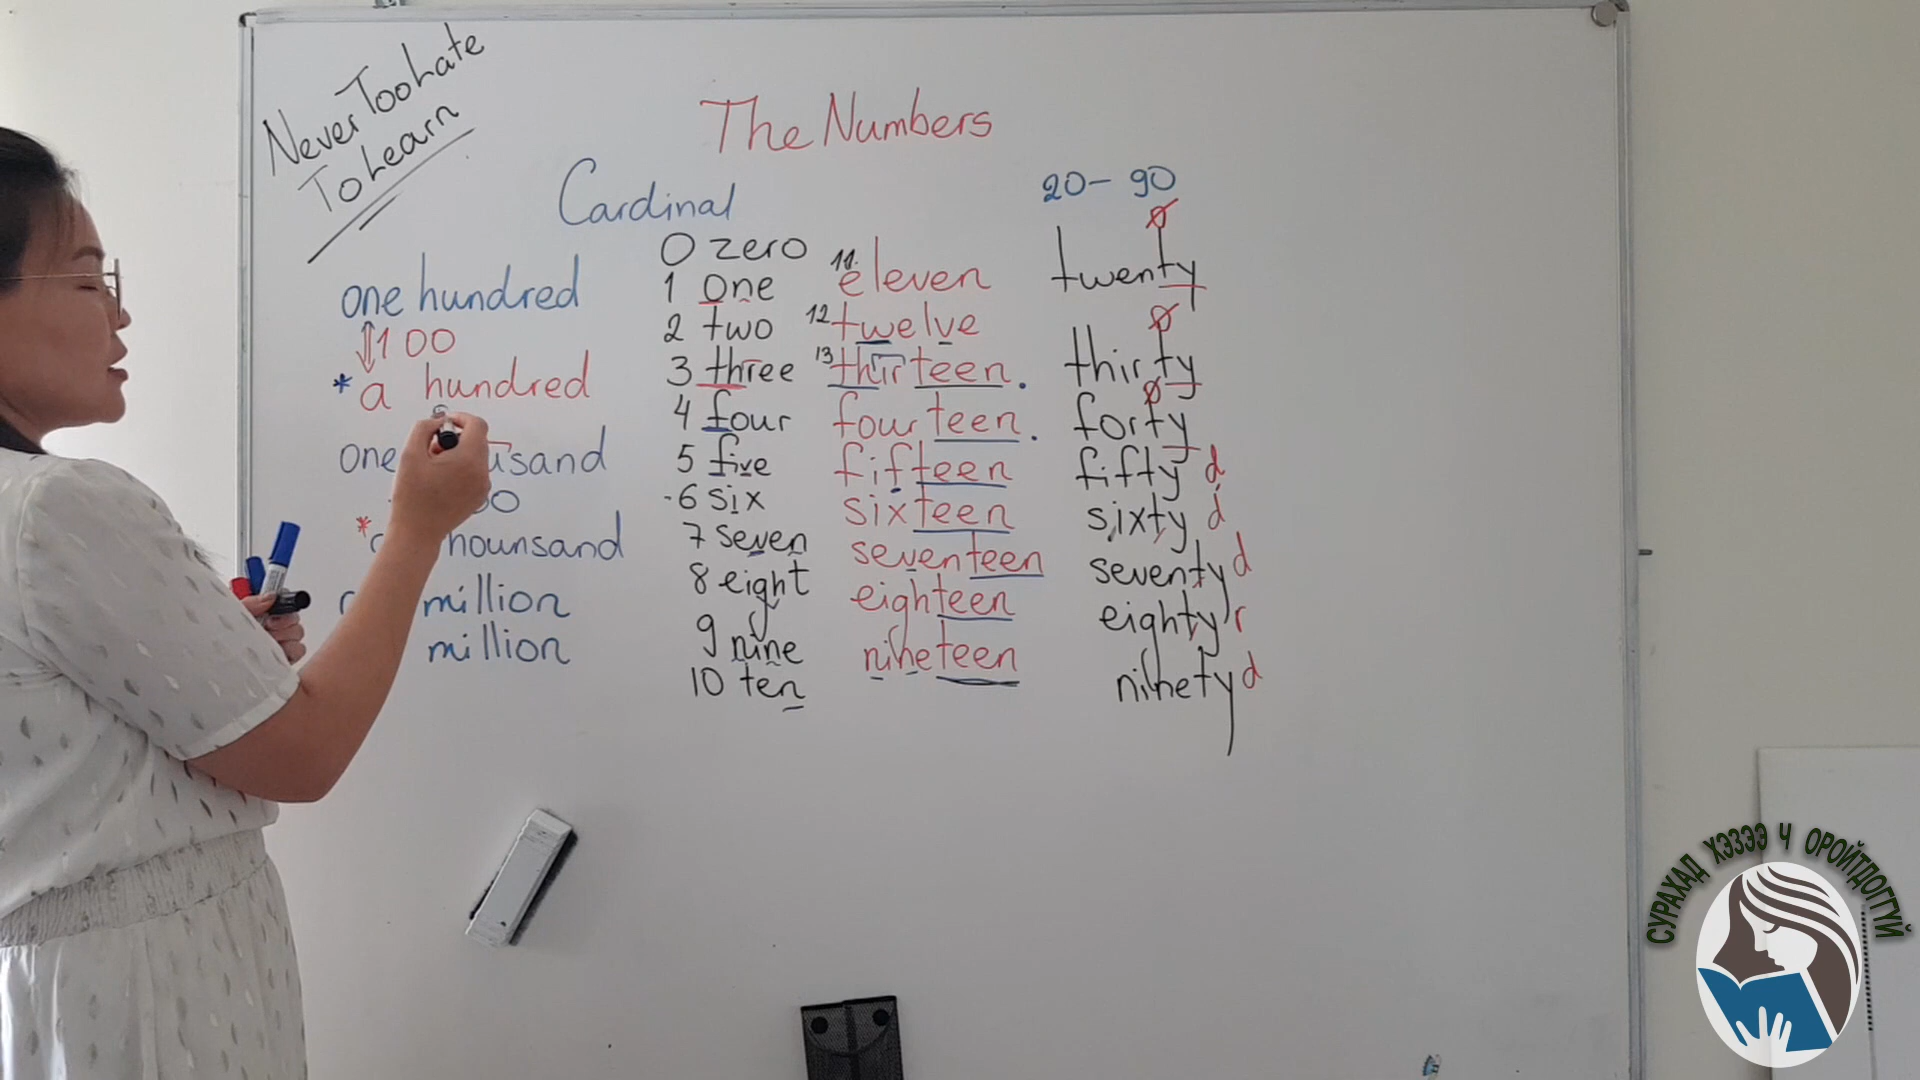 Never Too Late
To Learn
The Numbers
Cardinal
one hundred
100
* a hundred
one
* hounsand
million
million
0 zero
1 one
2 two
3 three
4 four
5 five
6 six
7 seven
8 eight
9 nine
10 ten
11. eleven
12 twelve
13 thirteen.
fourteen.
fifteen
sixteen
seventeen
eighteen
nineteen
20 - 90
twenty
thirty
forty
fifty d
sixty d
seventy d
eighty r
ninety d
СУРАХАД ХЭЗЭЭ Ч ОРОЙТДОГГҮЙ